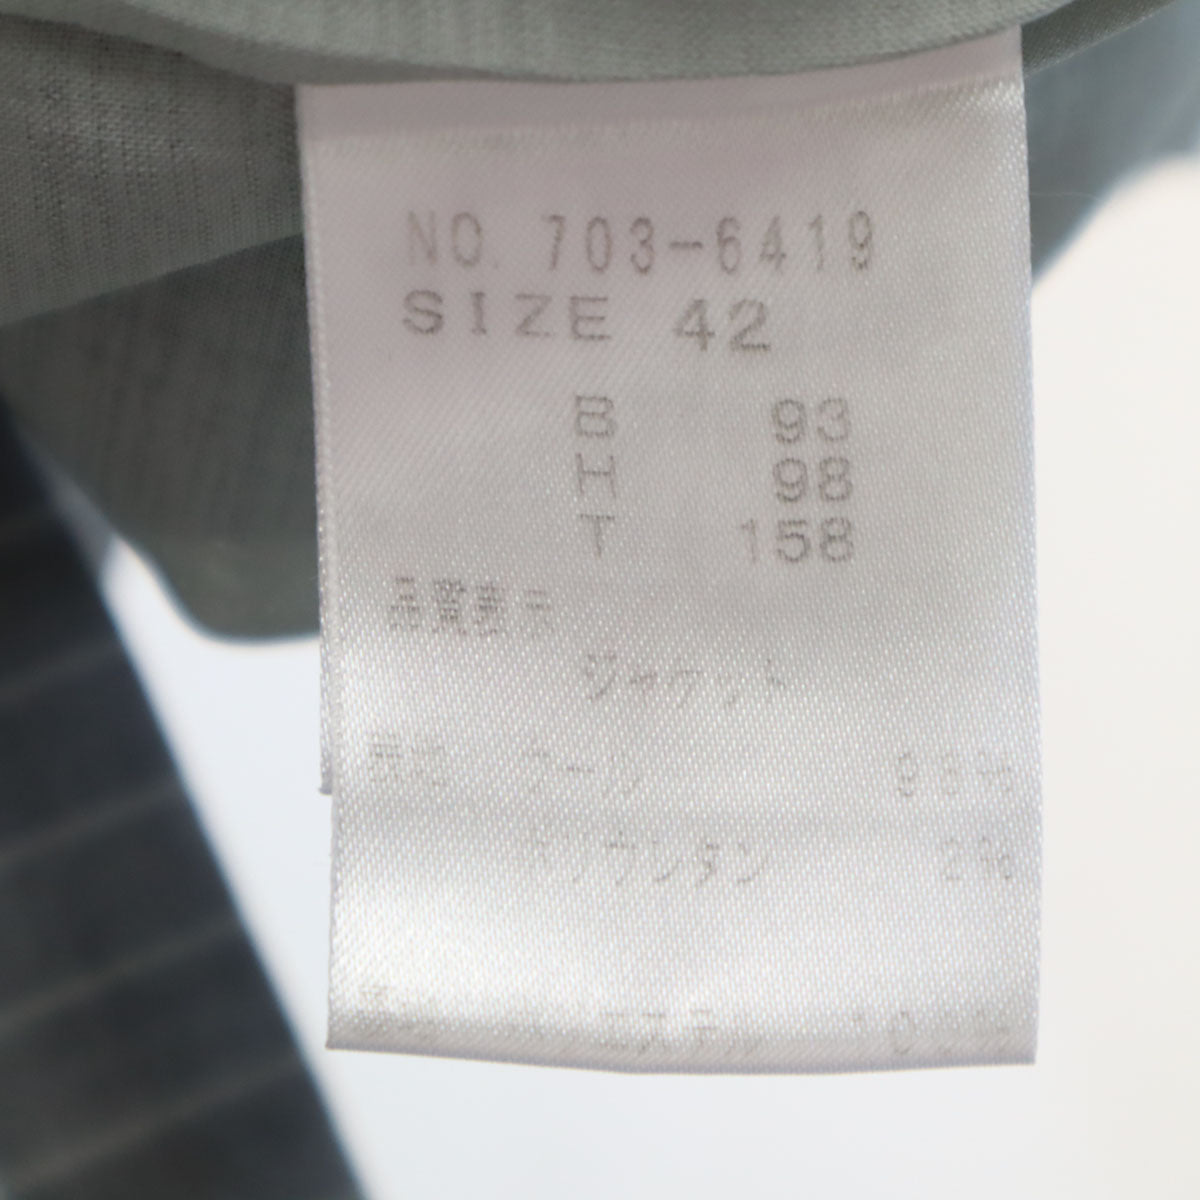 NO. 703-6419
SIZE 42
B 93
H 98
T 158
品質表示
ジャケット
表地 ウール 98%
ポリウレタン 2%